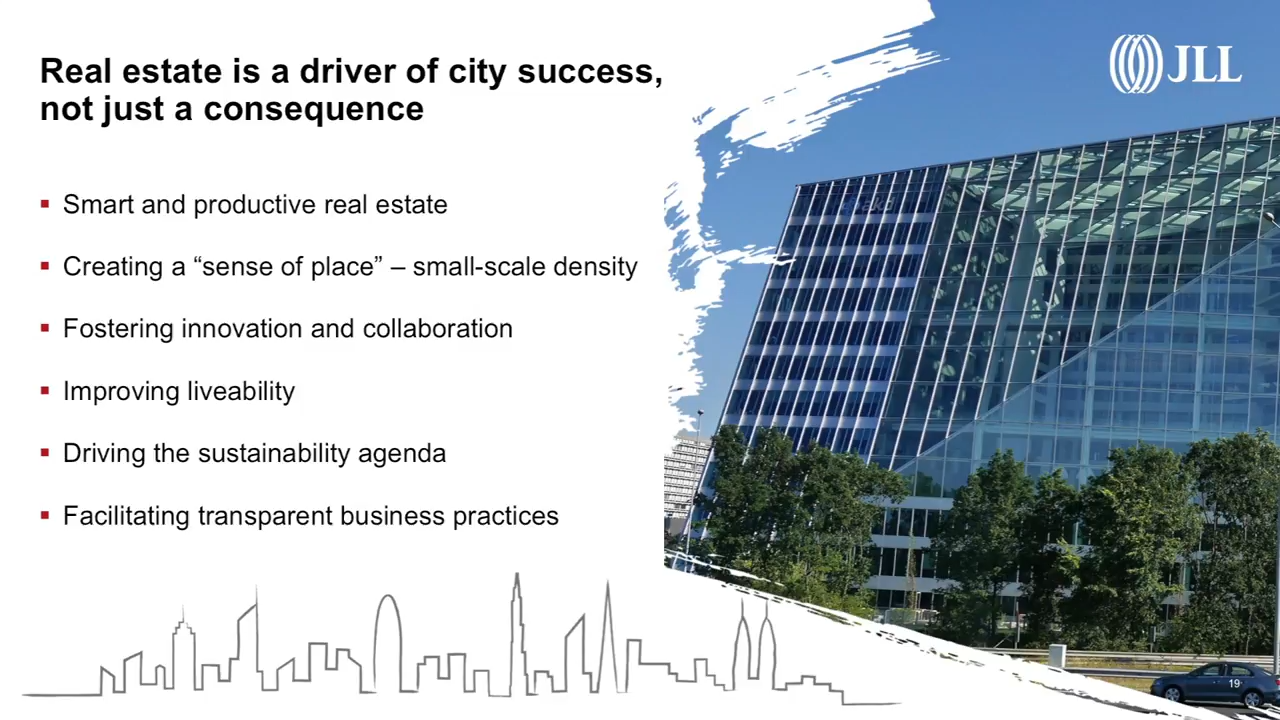 Real estate is a driver of city success,
not just a consequence
JLL
▪ Smart and productive real estate
▪ Creating a “sense of place” – small-scale density
▪ Fostering innovation and collaboration
▪ Improving liveability
▪ Driving the sustainability agenda
▪ Facilitating transparent business practices
19